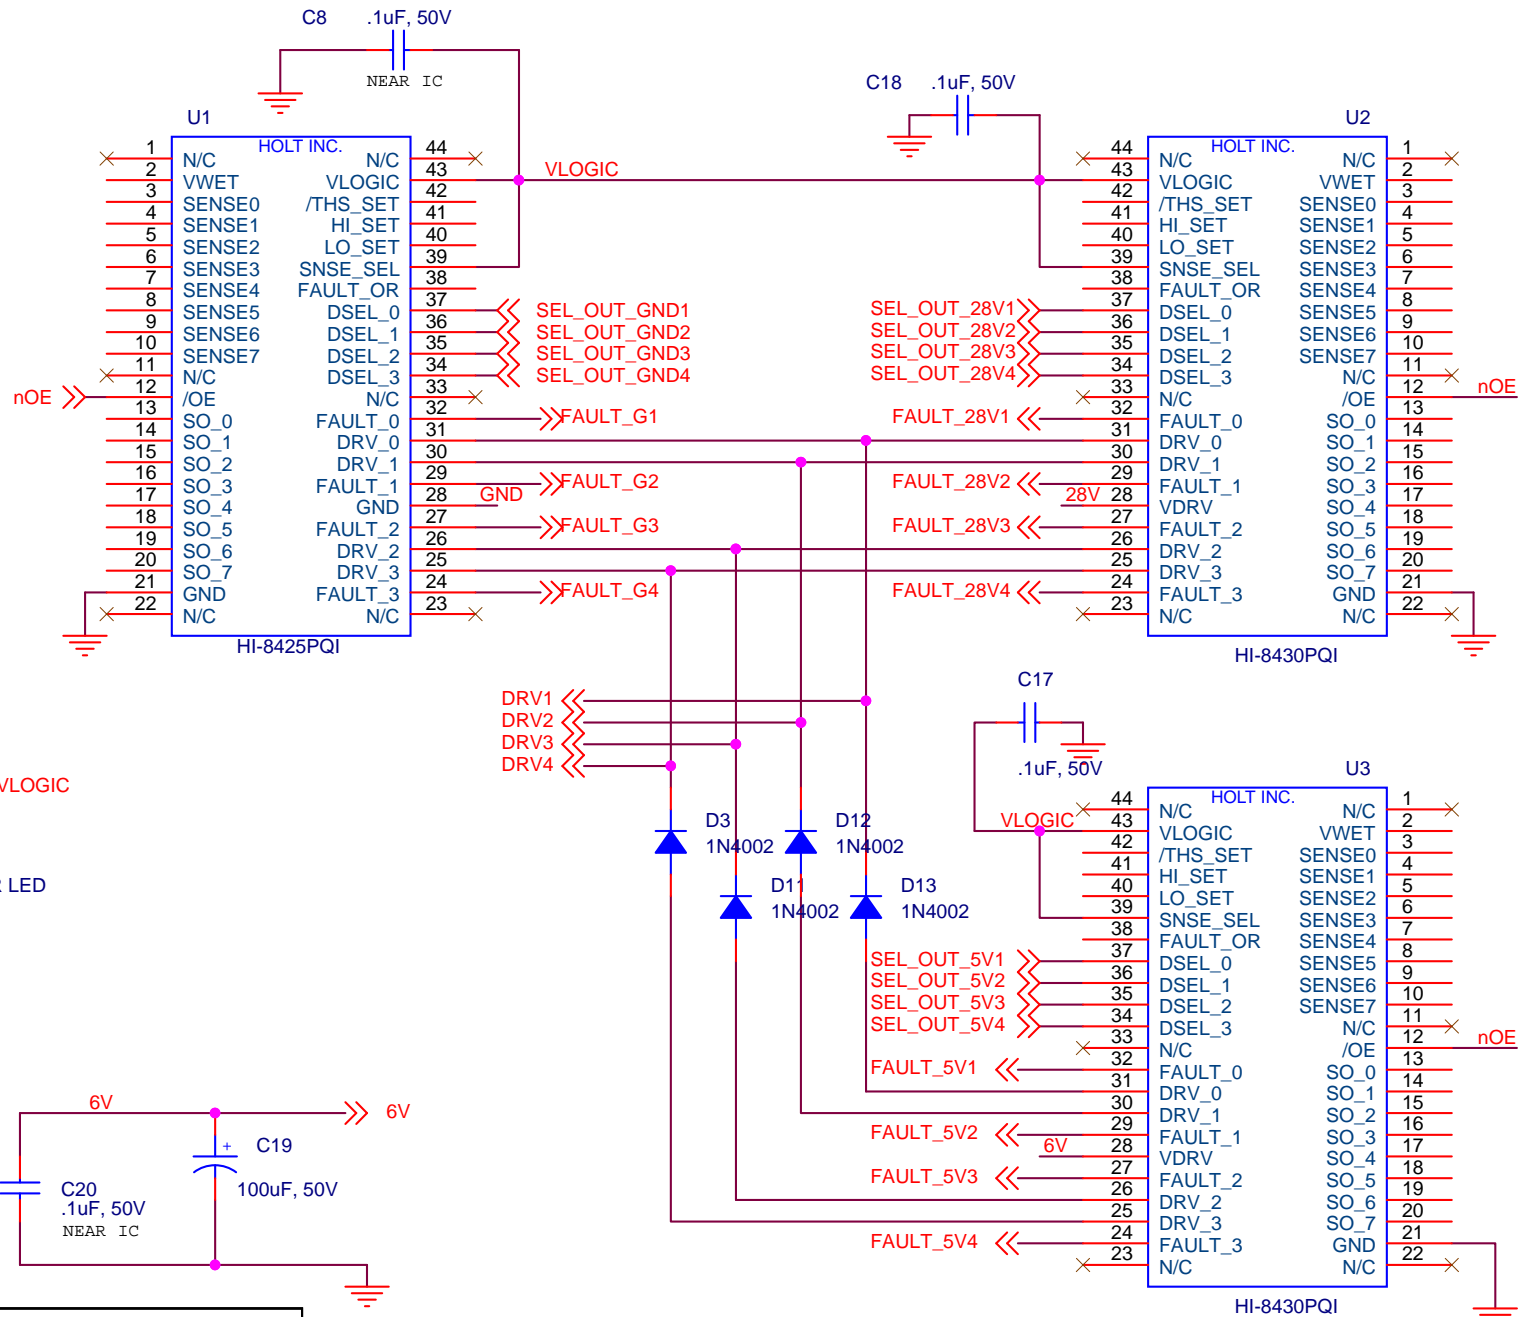 C8 .1uF, 50V
NEAR IC
C18 .1uF, 50V
U1
HOLT INC.
1 N/C N/C 44
2 VWET VLOGIC 43
3 SENSE0 /THS_SET 42
4 SENSE1 HI_SET 41
5 SENSE2 LO_SET 40
6 SENSE3 SNSE_SEL 39
7 SENSE4 FAULT_OR 38
8 SENSE5 DSEL_0 37 SEL_OUT_GND1
9 SENSE6 DSEL_1 36 SEL_OUT_GND2
10 SENSE7 DSEL_2 35 SEL_OUT_GND3
11 N/C DSEL_3 34 SEL_OUT_GND4
nOE 12 /OE N/C 33
13 SO_0 FAULT_0 32 FAULT_G1
14 SO_1 DRV_0 31
15 SO_2 DRV_1 30
16 SO_3 FAULT_1 29 FAULT_G2
17 SO_4 GND 28 GND
18 SO_5 FAULT_2 27 FAULT_G3
19 SO_6 DRV_2 26
20 SO_7 DRV_3 25
21 GND FAULT_3 24 FAULT_G4
22 N/C N/C 23
HI-8425PQI
VLOGIC
U2
HOLT INC.
44 N/C N/C 1
43 VLOGIC VWET 2
42 /THS_SET SENSE0 3
41 HI_SET SENSE1 4
40 LO_SET SENSE2 5
39 SNSE_SEL SENSE3 6
38 FAULT_OR SENSE4 7
SEL_OUT_28V1 37 DSEL_0 SENSE5 8
SEL_OUT_28V2 36 DSEL_1 SENSE6 9
SEL_OUT_28V3 35 DSEL_2 SENSE7 10
SEL_OUT_28V4 34 DSEL_3 N/C 11
33 N/C /OE 12 nOE
FAULT_28V1 32 FAULT_0 SO_0 13
31 DRV_0 SO_1 14
30 DRV_1 SO_2 15
FAULT_28V2 29 FAULT_1 SO_3 16
28V 28 VDRV SO_4 17
FAULT_28V3 27 FAULT_2 SO_5 18
26 DRV_2 SO_6 19
25 DRV_3 SO_7 20
FAULT_28V4 24 FAULT_3 GND 21
23 N/C N/C 22
HI-8430PQI
DRV1
DRV2
DRV3
DRV4
C17
.1uF, 50V
VLOGIC
LED
D3
1N4002
D12
1N4002
D11
1N4002
D13
1N4002
U3
HOLT INC.
VLOGIC
44 N/C N/C 1
43 VLOGIC VWET 2
42 /THS_SET SENSE0 3
41 HI_SET SENSE1 4
40 LO_SET SENSE2 5
39 SNSE_SEL SENSE3 6
38 FAULT_OR SENSE4 7
SEL_OUT_5V1 37 DSEL_0 SENSE5 8
SEL_OUT_5V2 36 DSEL_1 SENSE6 9
SEL_OUT_5V3 35 DSEL_2 SENSE7 10
SEL_OUT_5V4 34 DSEL_3 N/C 11
33 N/C /OE 12 nOE
FAULT_5V1 32 FAULT_0 SO_0 13
31 DRV_0 SO_1 14
30 DRV_1 SO_2 15
FAULT_5V2 29 FAULT_1 SO_3 16
6V 28 VDRV SO_4 17
FAULT_5V3 27 FAULT_2 SO_5 18
26 DRV_2 SO_6 19
25 DRV_3 SO_7 20
FAULT_5V4 24 FAULT_3 GND 21
23 N/C N/C 22
HI-8430PQI
6V 6V
+ C19
100uF, 50V
C20
.1uF, 50V
NEAR IC